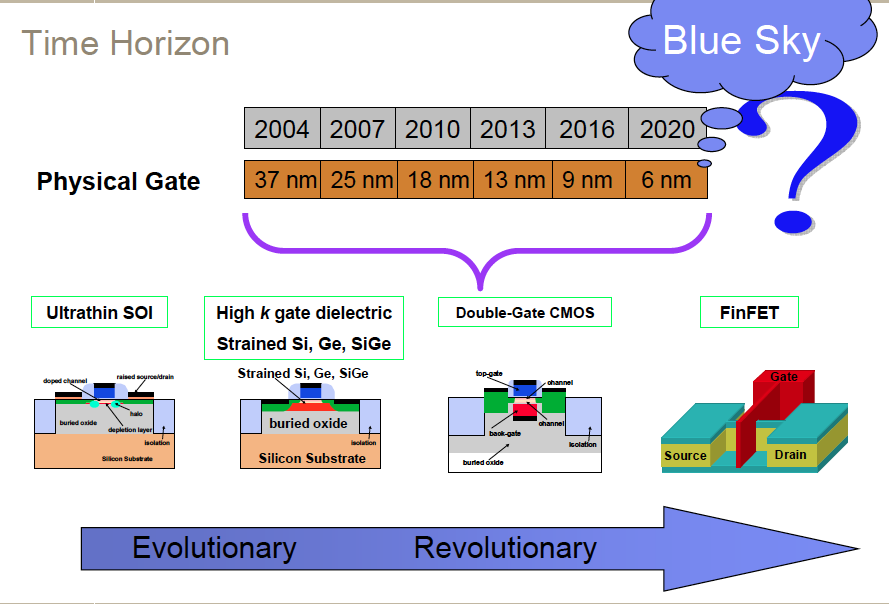 Time Horizon
Blue Sky
2004 2007 2010 2013 2016 2020
?
Physical Gate
37 nm 25 nm 18 nm 13 nm 9 nm 6 nm
Ultrathin SOI
High k gate dielectric
Strained Si, Ge, SiGe
Double-Gate CMOS
FinFET
doped channel
raised source/drain
halo
buried oxide
depletion layer
isolation
Silicon Substrate
Strained Si, Ge, SiGe
buried oxide
isolation
Silicon Substrate
top-gate
channel
channel
back-gate
isolation
buried oxide
Gate
Source
Drain
Evolutionary
Revolutionary